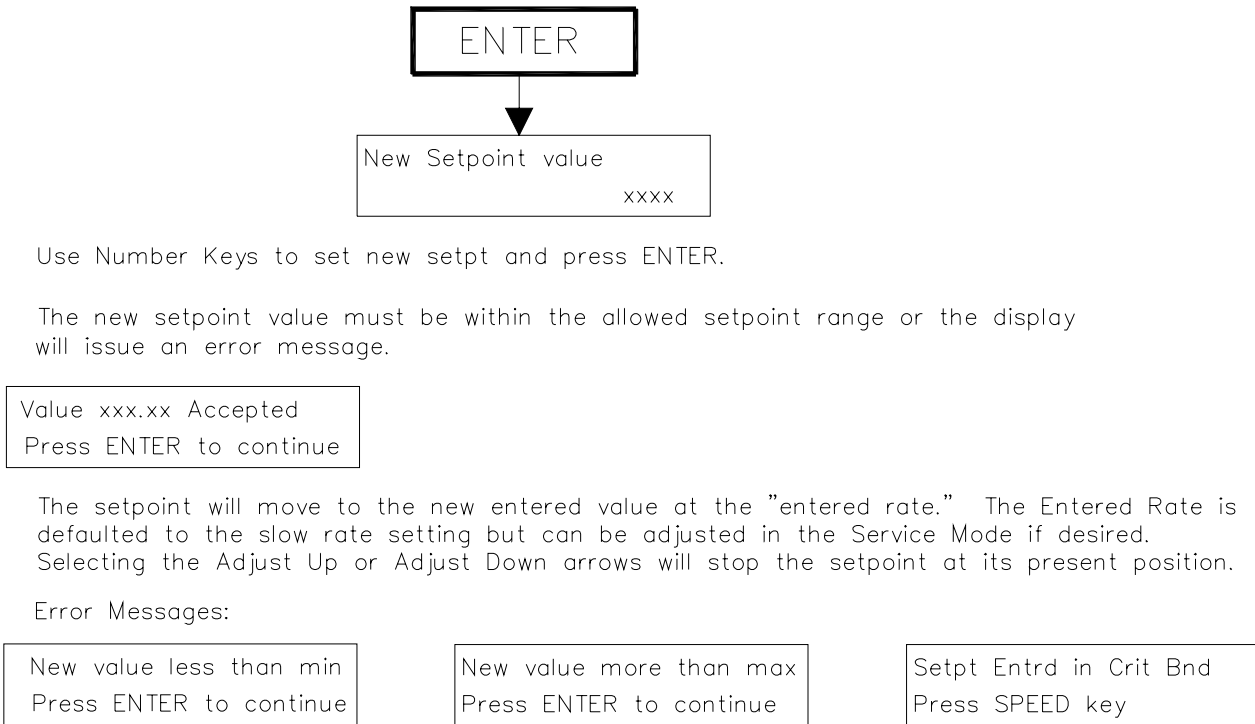 ENTER
New Setpoint value
xxxx
Use Number Keys to set new setpt and press ENTER.
The new setpoint value must be within the allowed setpoint range or the display
will issue an error message.
Value xxx.xx Accepted
Press ENTER to continue
The setpoint will move to the new entered value at the "entered rate." The Entered Rate is
defaulted to the slow rate setting but can be adjusted in the Service Mode if desired.
Selecting the Adjust Up or Adjust Down arrows will stop the setpoint at its present position.
Error Messages:
New value less than min
Press ENTER to continue
New value more than max
Press ENTER to continue
Setpt Entrd in Crit Bnd
Press SPEED key